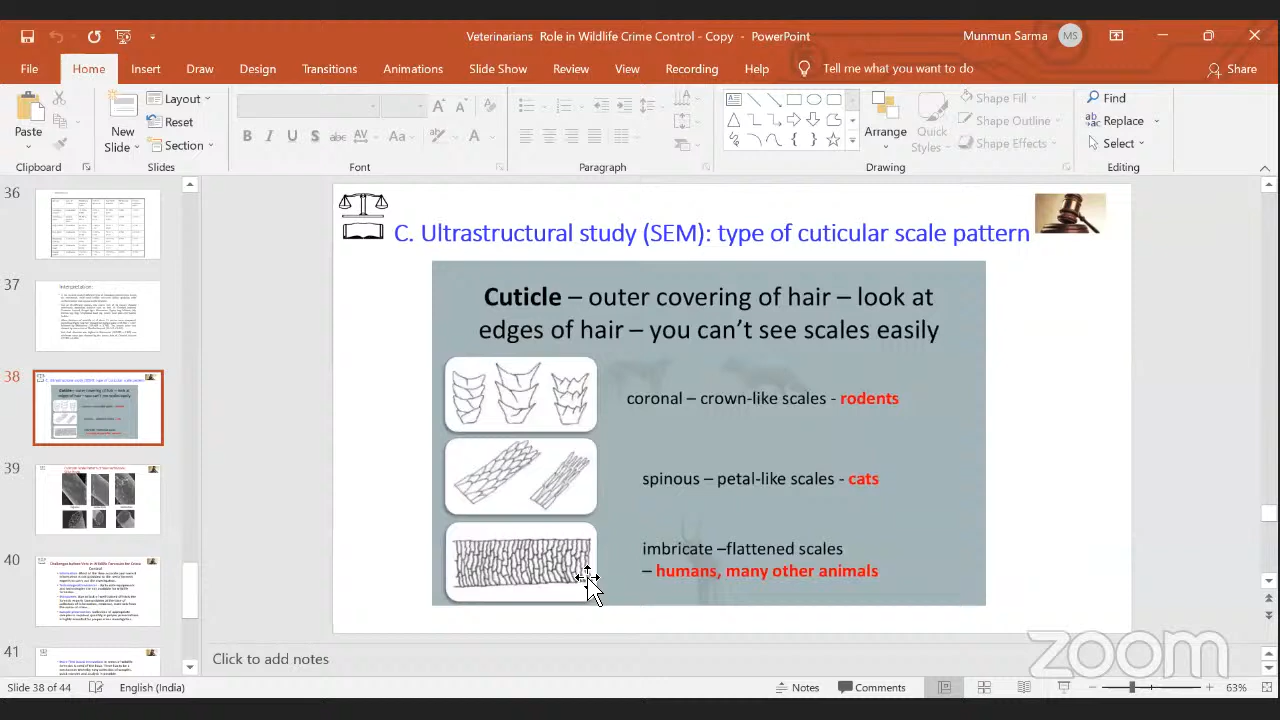 Veterinarians Role in Wildlife Crime Control - Copy - PowerPoint
Munmun Sarma
MS
File Home Insert Draw Design Transitions Animations Slide Show Review View Recording Help Tell me what you want to do
Share
Paste
Clipboard
New
Slide
Layout
Reset
Section
Slides
B I U S abc AV Aa A
Font
Paragraph
Arrange
Quick
Styles
Shape Fill
Shape Outline
Shape Effects
Drawing
Find
Replace
Select
Editing
36
37
Interpretation:
38
39
40
41
C. Ultrastructural study (SEM): type of cuticular scale pattern
Cuticle – outer covering of hair – look at
edges of hair – you can't see scales easily
coronal – crown-like scales - rodents
spinous – petal-like scales - cats
imbricate –flattened scales
– humans, many other animals
zoom
Click to add notes
Slide 38 of 44
English (India)
Notes
Comments
63%